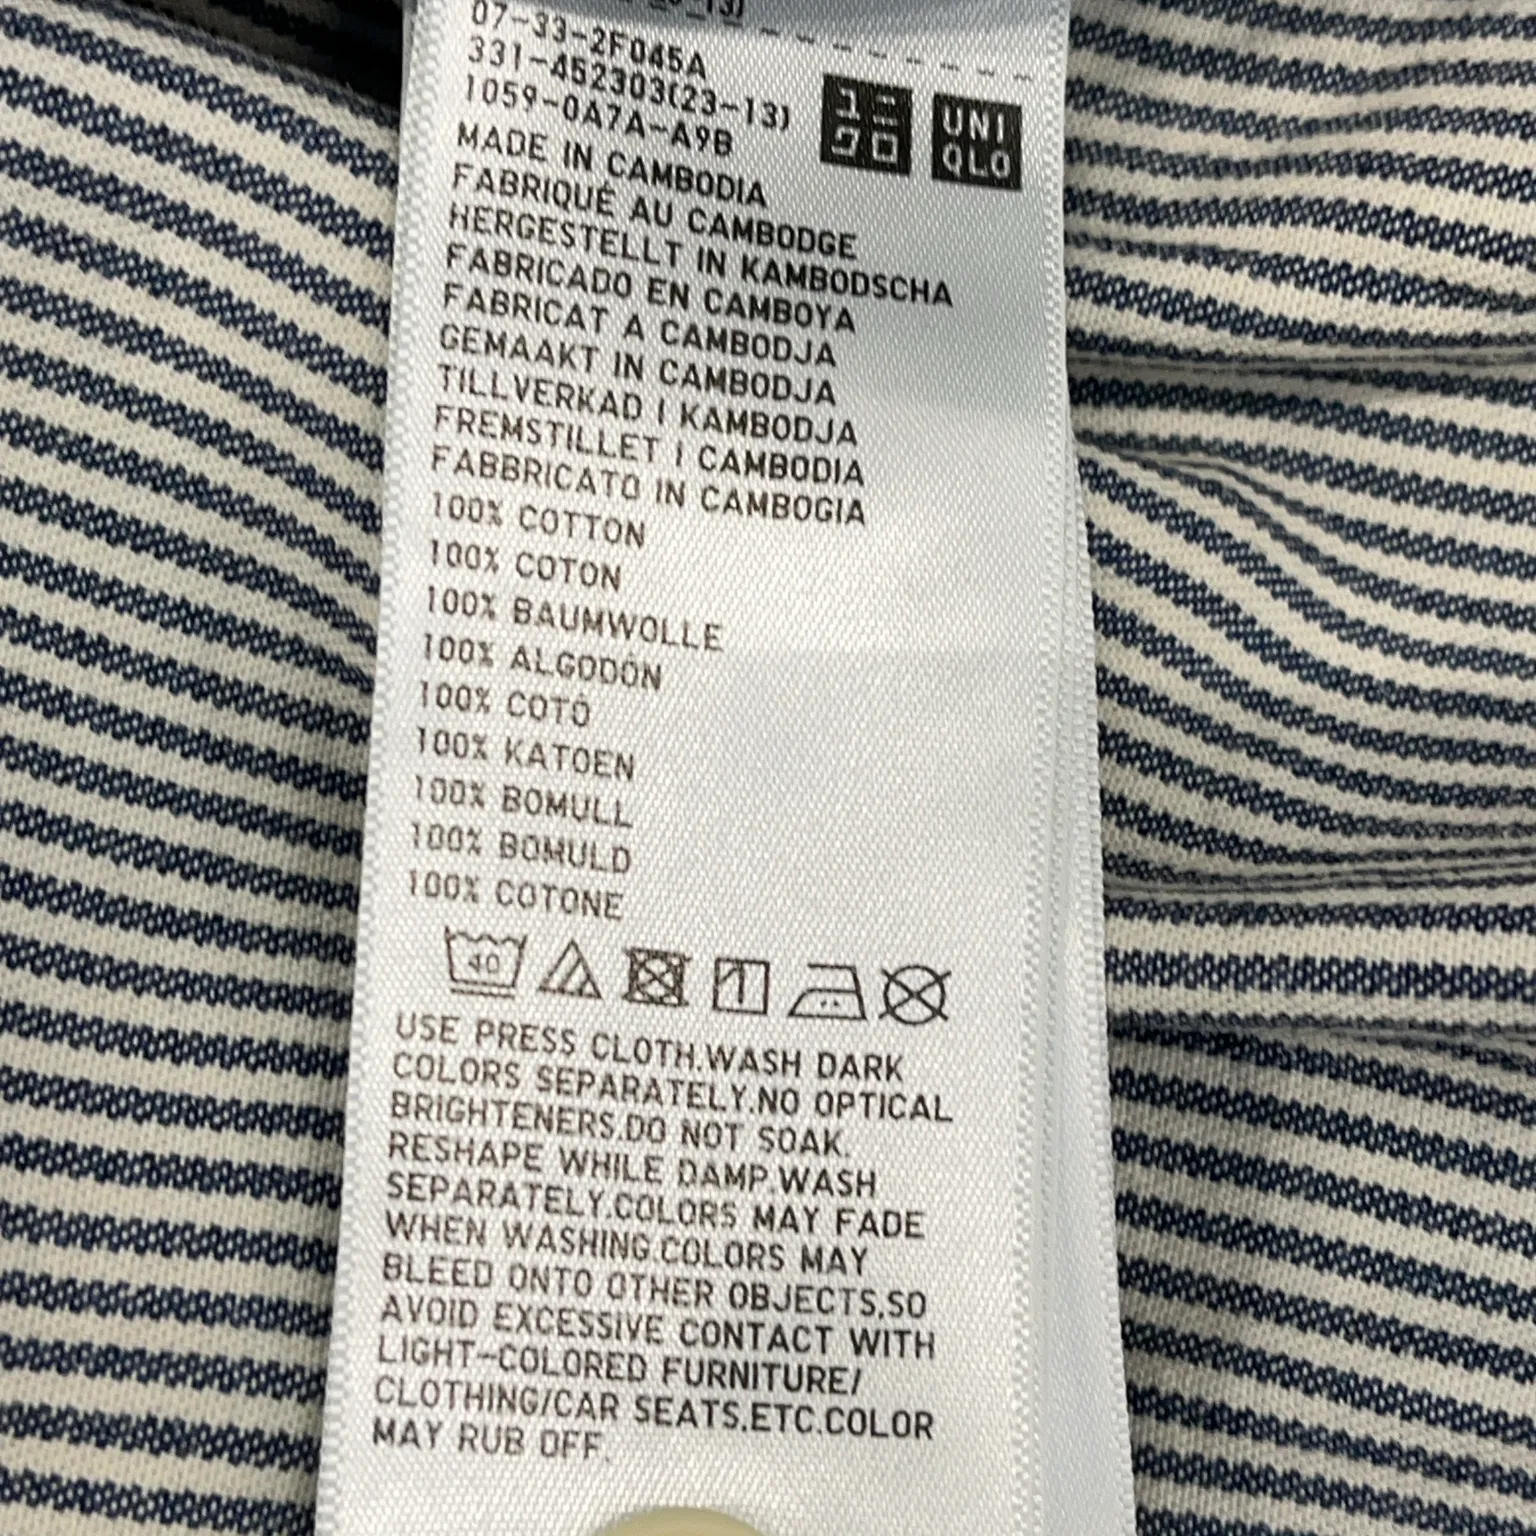 07-33-2F045A
331-452303(23-13)
1059-0A7A-A9B
ユニ
クロ
UNI
QLO
MADE IN CAMBODIA
FABRIQUÉ AU CAMBODGE
HERGESTELLT IN KAMBODSCHA
FABRICADO EN CAMBOYA
FABRICAT A CAMBODJA
GEMAAKT IN CAMBODJA
TILLVERKAD I KAMBODJA
FREMSTILLET I CAMBODIA
FABBRICATO IN CAMBOGIA
100% COTTON
100% COTON
100% BAUMWOLLE
100% ALGODÓN
100% COTÓ
100% KATOEN
100% BOMULL
100% BOMULD
100% COTONE
40
USE PRESS CLOTH.WASH DARK
COLORS SEPARATELY.NO OPTICAL
BRIGHTENERS.DO NOT SOAK.
RESHAPE WHILE DAMP.WASH
SEPARATELY.COLORS MAY FADE
WHEN WASHING.COLORS MAY
BLEED ONTO OTHER OBJECTS,SO
AVOID EXCESSIVE CONTACT WITH
LIGHT-COLORED FURNITURE/
CLOTHING/CAR SEATS,ETC.COLOR
MAY RUB OFF.